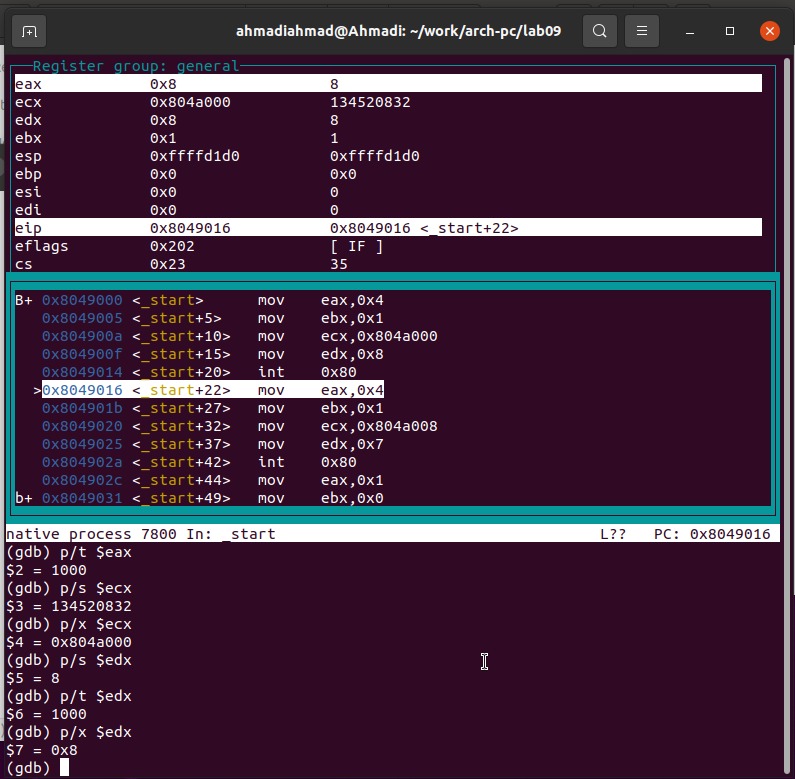 ahmadiahmad@Ahmadi: ~/work/arch-pc/lab09
Register group: general
eax 0x8 8
ecx 0x804a000 134520832
edx 0x8 8
ebx 0x1 1
esp 0xffffd1d0 0xffffd1d0
ebp 0x0 0x0
esi 0x0 0
edi 0x0 0
eip 0x8049016 0x8049016 <_start+22>
eflags 0x202 [ IF ]
cs 0x23 35
B+ 0x8049000 <_start> mov eax,0x4
0x8049005 <_start+5> mov ebx,0x1
0x804900a <_start+10> mov ecx,0x804a000
0x804900f <_start+15> mov edx,0x8
0x8049014 <_start+20> int 0x80
>0x8049016 <_start+22> mov eax,0x4
0x804901b <_start+27> mov ebx,0x1
0x8049020 <_start+32> mov ecx,0x804a008
0x8049025 <_start+37> mov edx,0x7
0x804902a <_start+42> int 0x80
0x804902c <_start+44> mov eax,0x1
b+ 0x8049031 <_start+49> mov ebx,0x0
native process 7800 In: _start L?? PC: 0x8049016
(gdb) p/t $eax
$2 = 1000
(gdb) p/s $ecx
$3 = 134520832
(gdb) p/x $ecx
$4 = 0x804a000
(gdb) p/s $edx
$5 = 8
(gdb) p/t $edx
$6 = 1000
(gdb) p/x $edx
$7 = 0x8
(gdb)